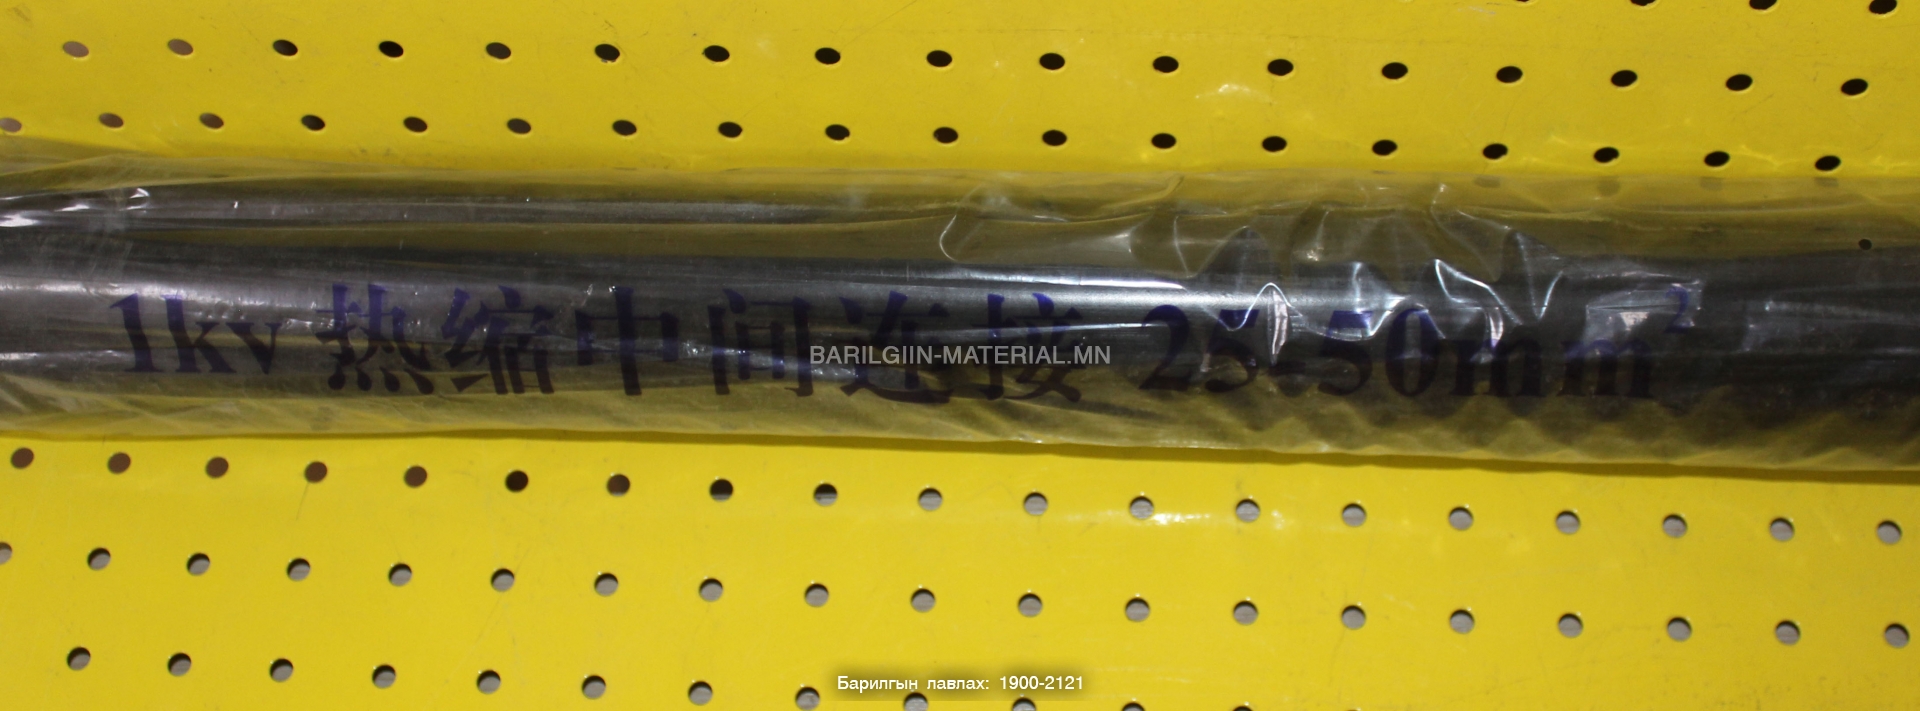 1kv 热缩中间连接 25-50mm²
BARILGIIN-MATERIAL.MN
Барилгын лавлах: 1900-2121